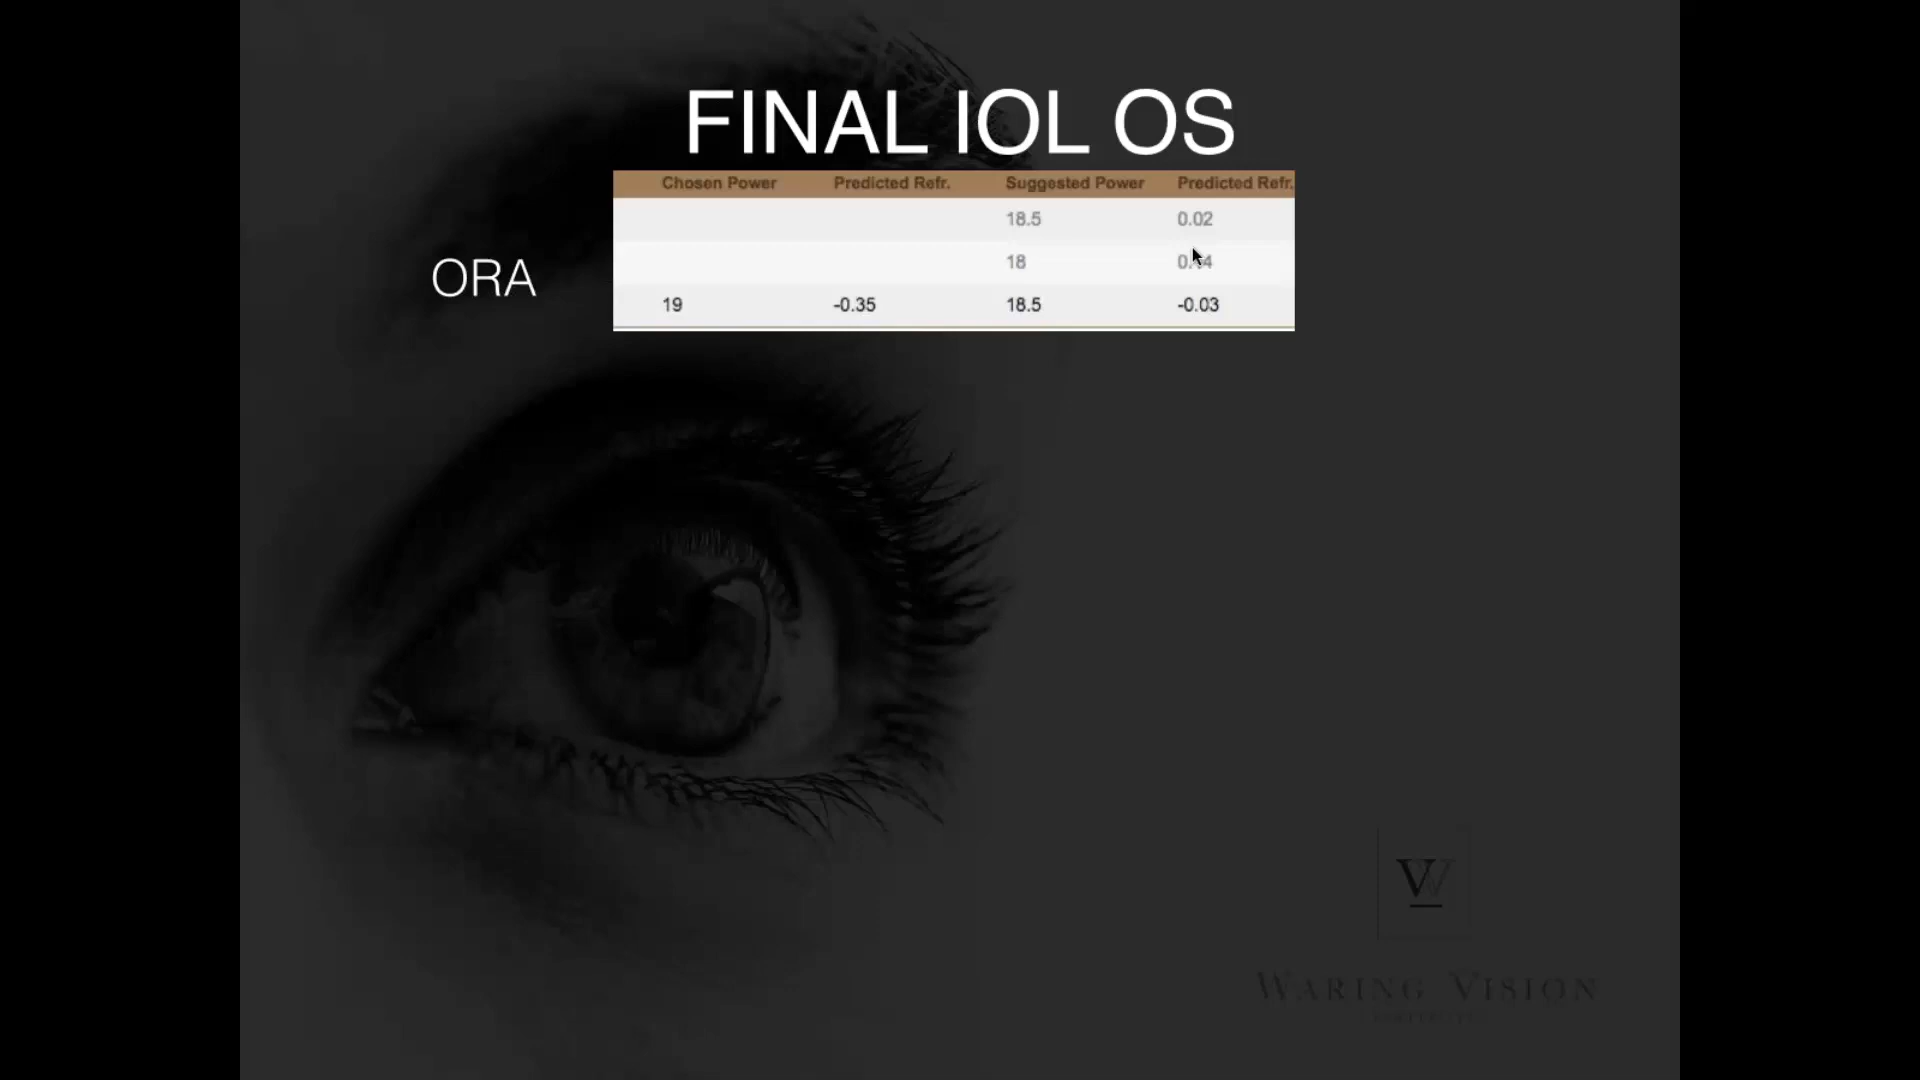 FINAL IOL OS
Chosen Power Predicted Refr. Suggested Power Predicted Refr.
18.5 0.02
ORA
18
19 -0.35 18.5 -0.03
W
WARING VISION